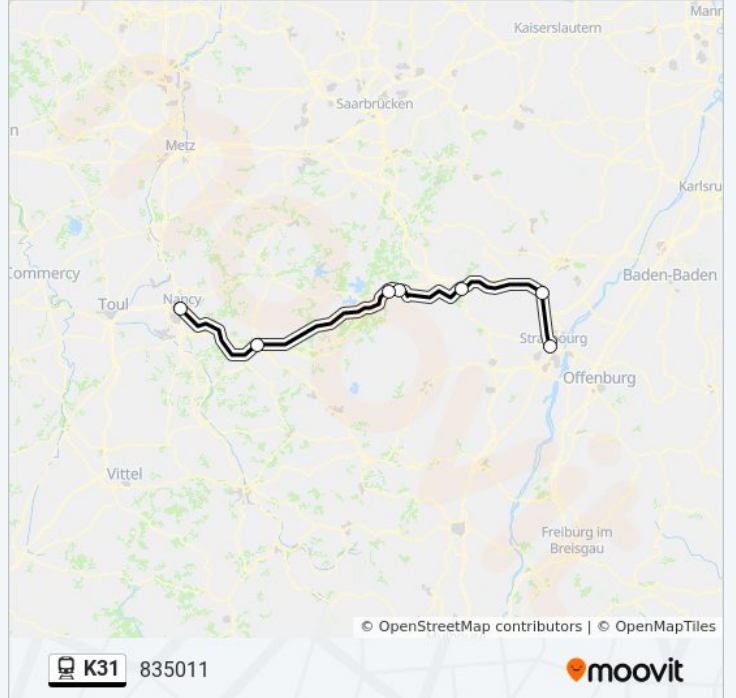 Mann
Kaiserslautern
Saarbrücken
n
Metz
Karlsru
Commercy
Baden-Baden
Nancy
Toul
Strasbourg
Offenburg
Vittel
Freiburg im
Breisgau
© OpenStreetMap contributors | © OpenMapTiles
K31 835011
moovit